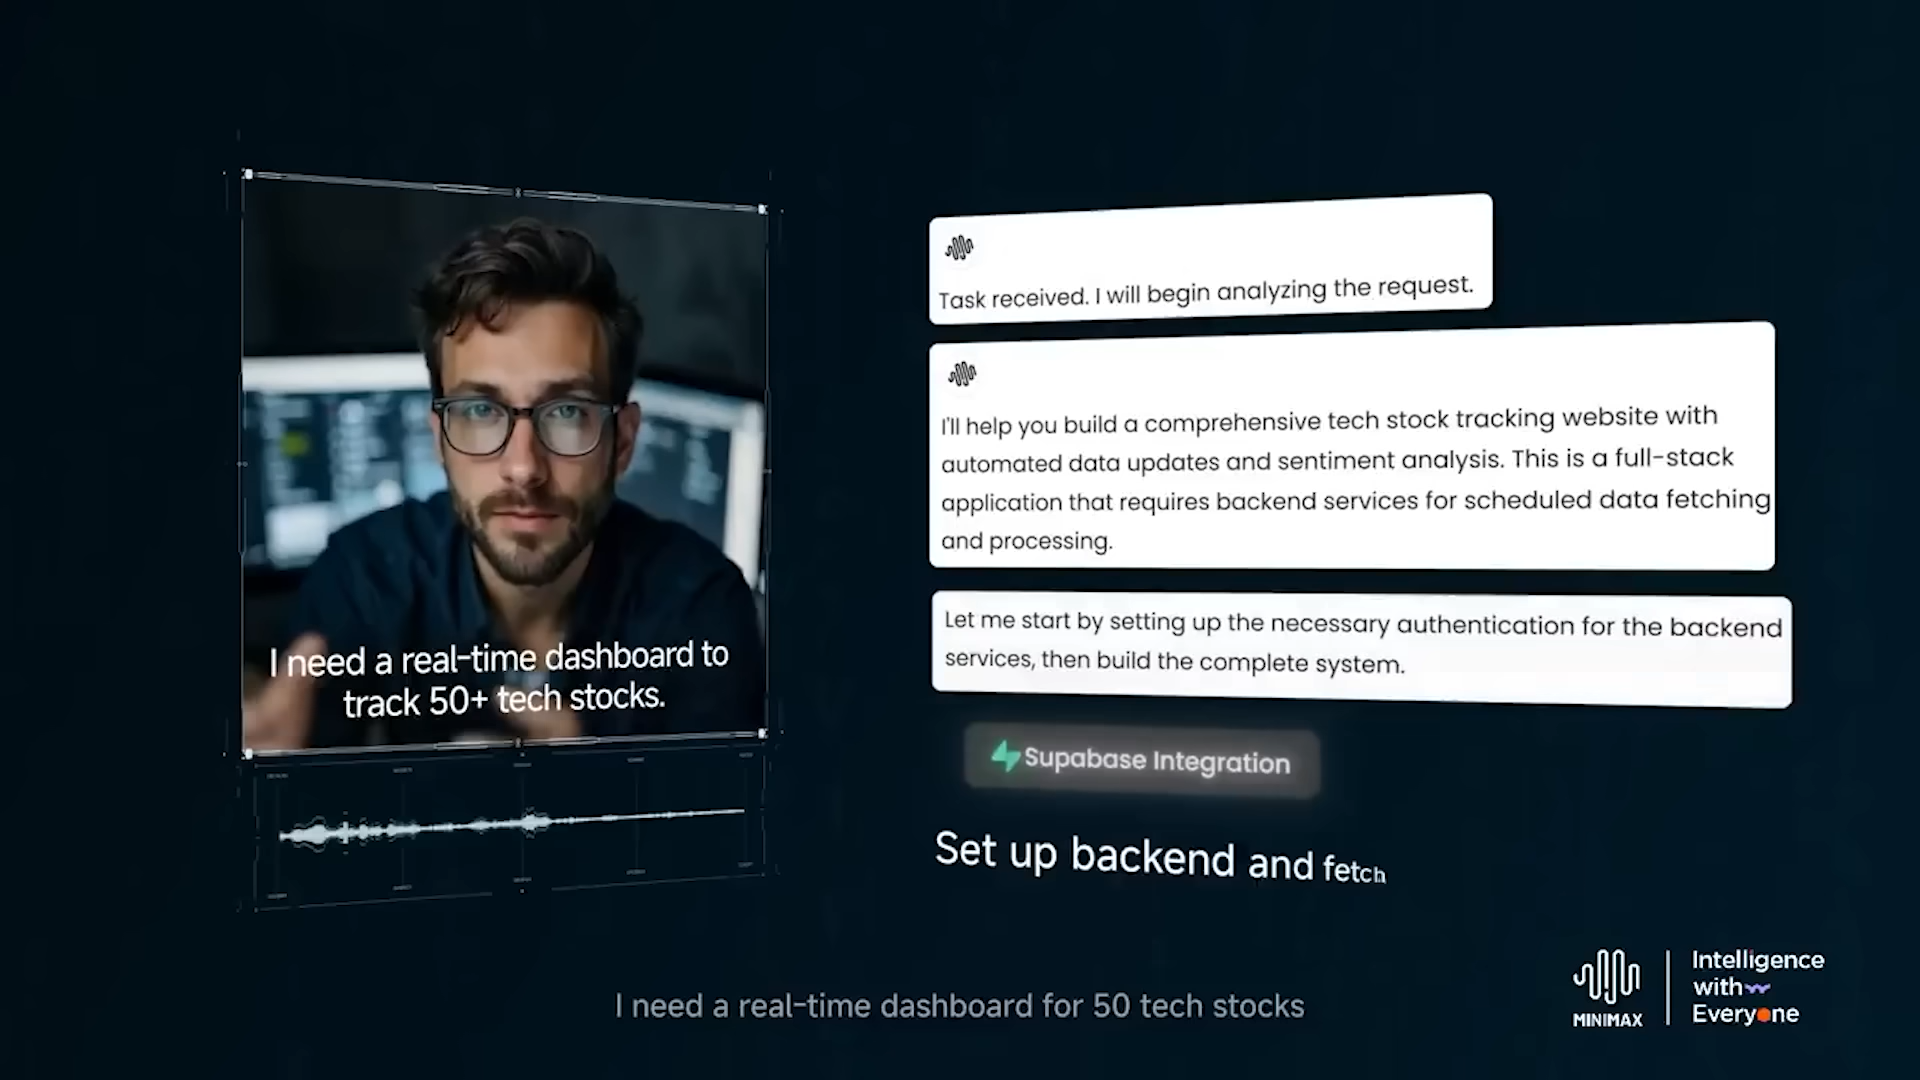 I need a real-time dashboard to
track 50+ tech stocks.
Task received. I will begin analyzing the request.
I'll help you build a comprehensive tech stock tracking website with
automated data updates and sentiment analysis. This is a full-stack
application that requires backend services for scheduled data fetching
and processing.
Let me start by setting up the necessary authentication for the backend
services, then build the complete system.
Supabase Integration
Set up backend and fetch
I need a real-time dashboard for 50 tech stocks
MINIMAX
Intelligence
with
Everyone